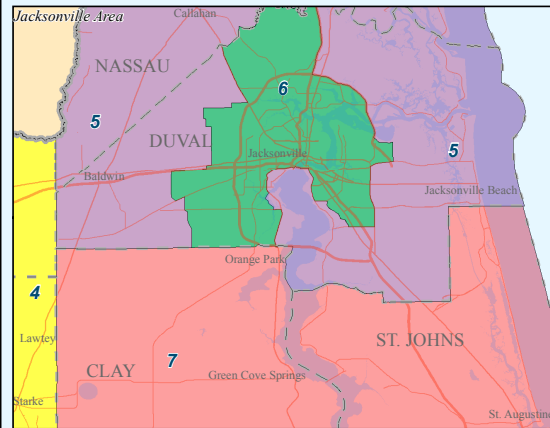 Jacksonville Area
Callahan
NASSAU
6
5
DUVAL
Jacksonville
5
Baldwin
Jacksonville Beach
Orange Park
4
Lawtey
ST. JOHNS
7
CLAY
Green Cove Springs
Starke
St. Augustine